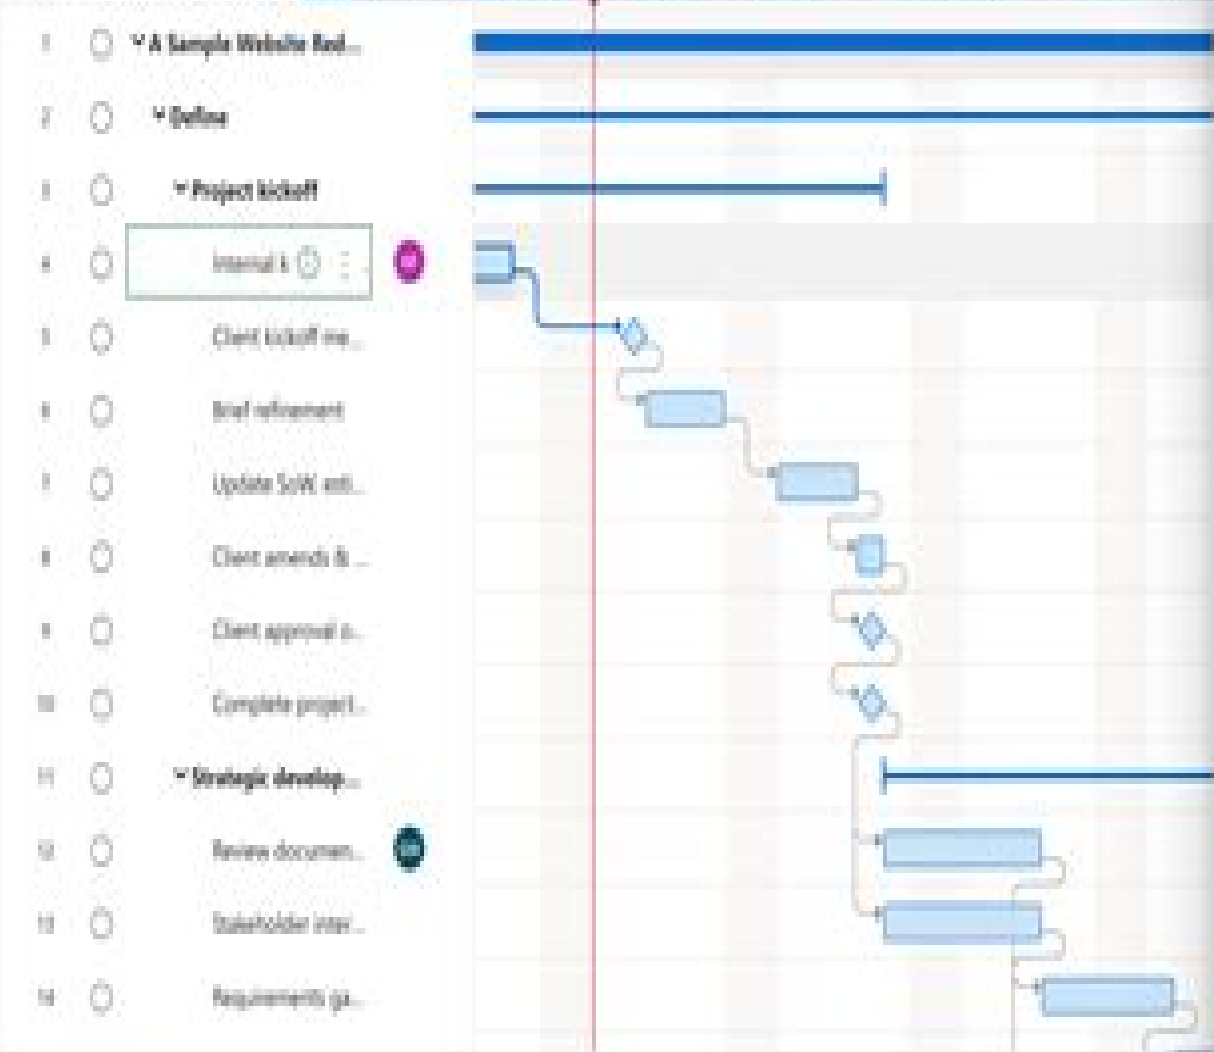 1 A Sample Website Red...
2 Define
3 Project kickoff
4 Internal k
5 Client kickoff me...
6 Brief refinement
7 Update SoW, esti...
8 Client amends & ...
9 Client approval o...
10 Complete project...
11 Strategic develop...
12 Review documen...
13 Stakeholder inter...
14 Requirements ga...